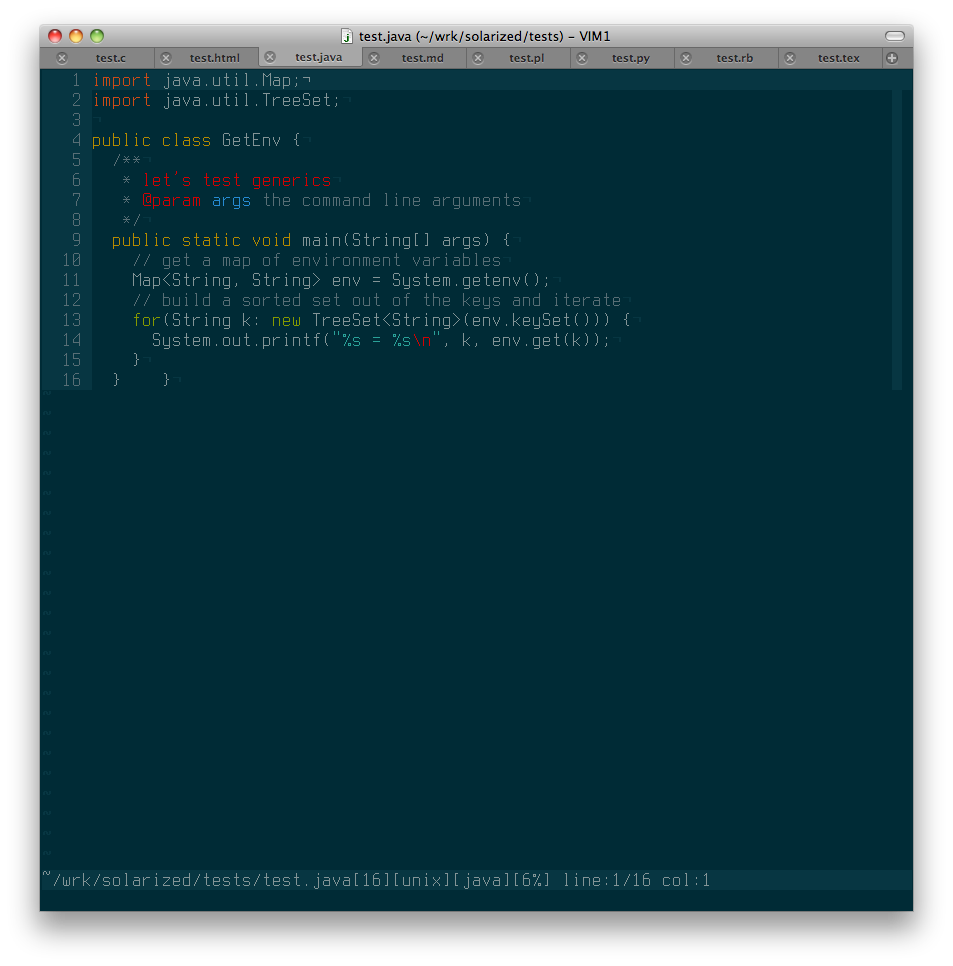 test.java (~/wrk/solarized/tests) – VIM1
test.c test.html test.java test.md test.pl test.py test.rb test.tex
1 import java.util.Map;¬
2 import java.util.TreeSet;¬
3 ¬
4 public class GetEnv {¬
5   /**¬
6    * let's test generics¬
7    * @param args the command line arguments¬
8    */¬
9   public static void main(String[] args) {¬
10     // get a map of environment variables¬
11     Map<String, String> env = System.getenv();¬
12     // build a sorted set out of the keys and iterate¬
13     for(String k: new TreeSet<String>(env.keySet())) {¬
14       System.out.printf("%s = %s\n", k, env.get(k));¬
15     }¬
16   }    }¬
~/wrk/solarized/tests/test.java[16][unix][java][6%] line:1/16 col:1